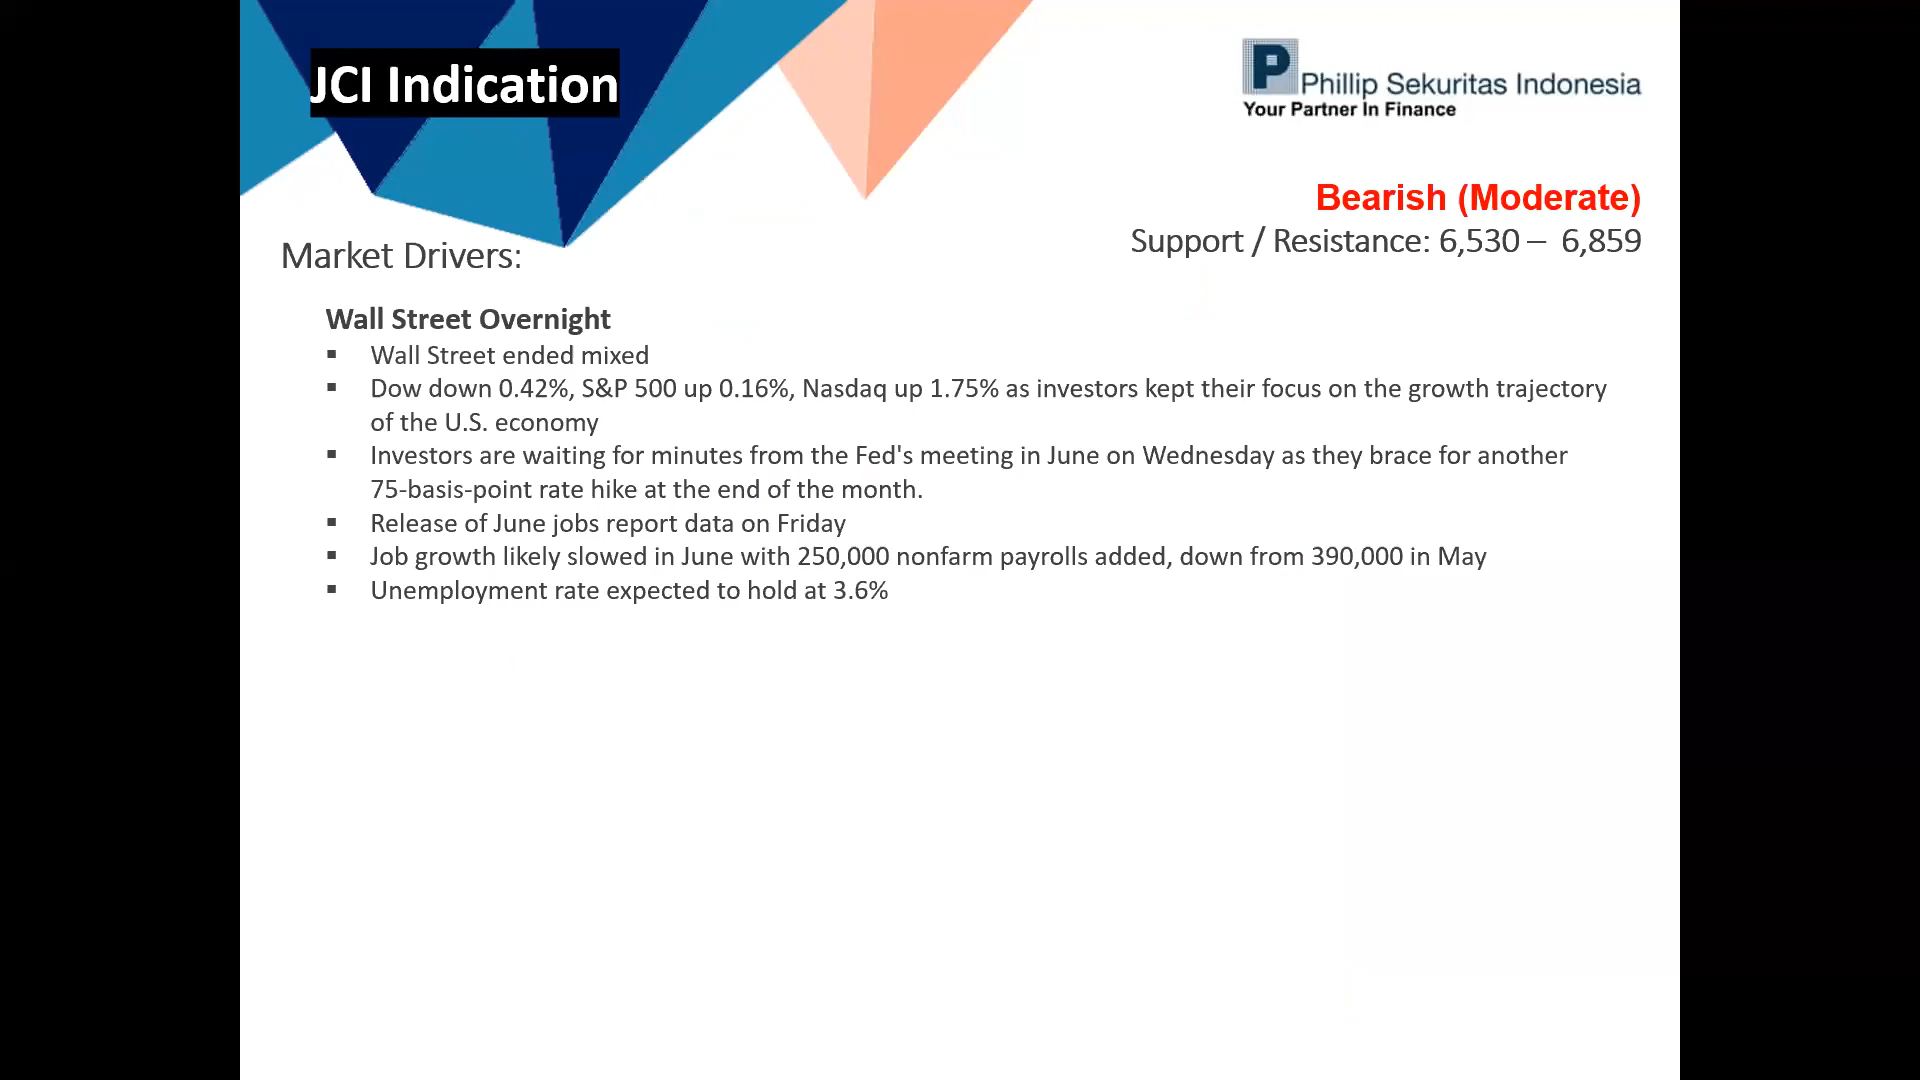 JCI Indication
P
Phillip Sekuritas Indonesia
Your Partner In Finance
Bearish (Moderate)
Support / Resistance: 6,530 – 6,859
Market Drivers:
Wall Street Overnight
▪ Wall Street ended mixed
▪ Dow down 0.42%, S&P 500 up 0.16%, Nasdaq up 1.75% as investors kept their focus on the growth trajectory
of the U.S. economy
▪ Investors are waiting for minutes from the Fed's meeting in June on Wednesday as they brace for another
75-basis-point rate hike at the end of the month.
▪ Release of June jobs report data on Friday
▪ Job growth likely slowed in June with 250,000 nonfarm payrolls added, down from 390,000 in May
▪ Unemployment rate expected to hold at 3.6%